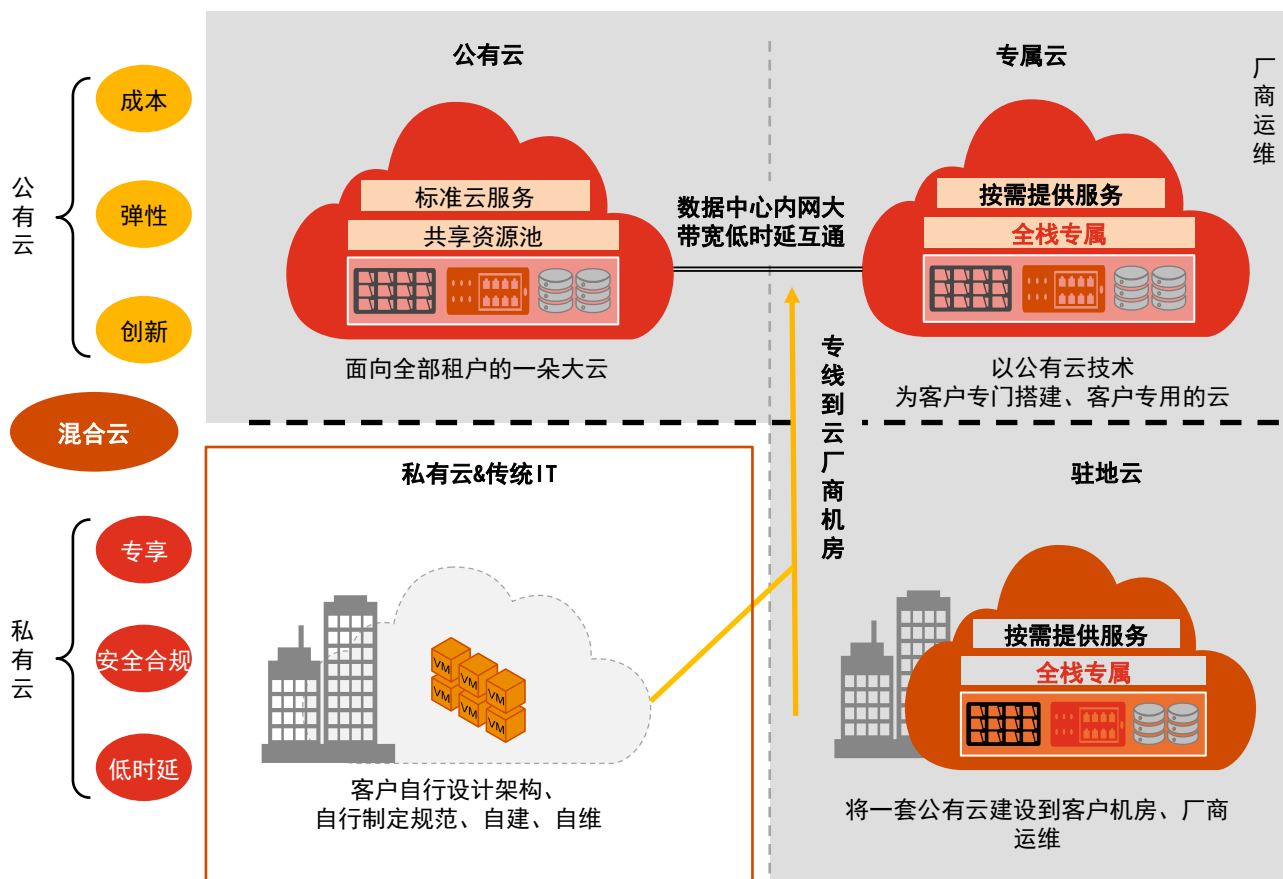 公有云
成本
弹性
创新
混合云
私有云
专享
安全合规
低时延
公有云
标准云服务
共享资源池
面向全部租户的一朵大云
数据中心内网大
带宽低时延互通
专属云
厂商运维
按需提供服务
全栈专属
以公有云技术
为客户专门搭建、客户专用的云
专线到云厂商机房
私有云&传统IT
VM
VM
VM
VM
VM
VM
客户自行设计架构、
自行制定规范、自建、自维
驻地云
按需提供服务
全栈专属
将一套公有云建设到客户机房、厂商
运维